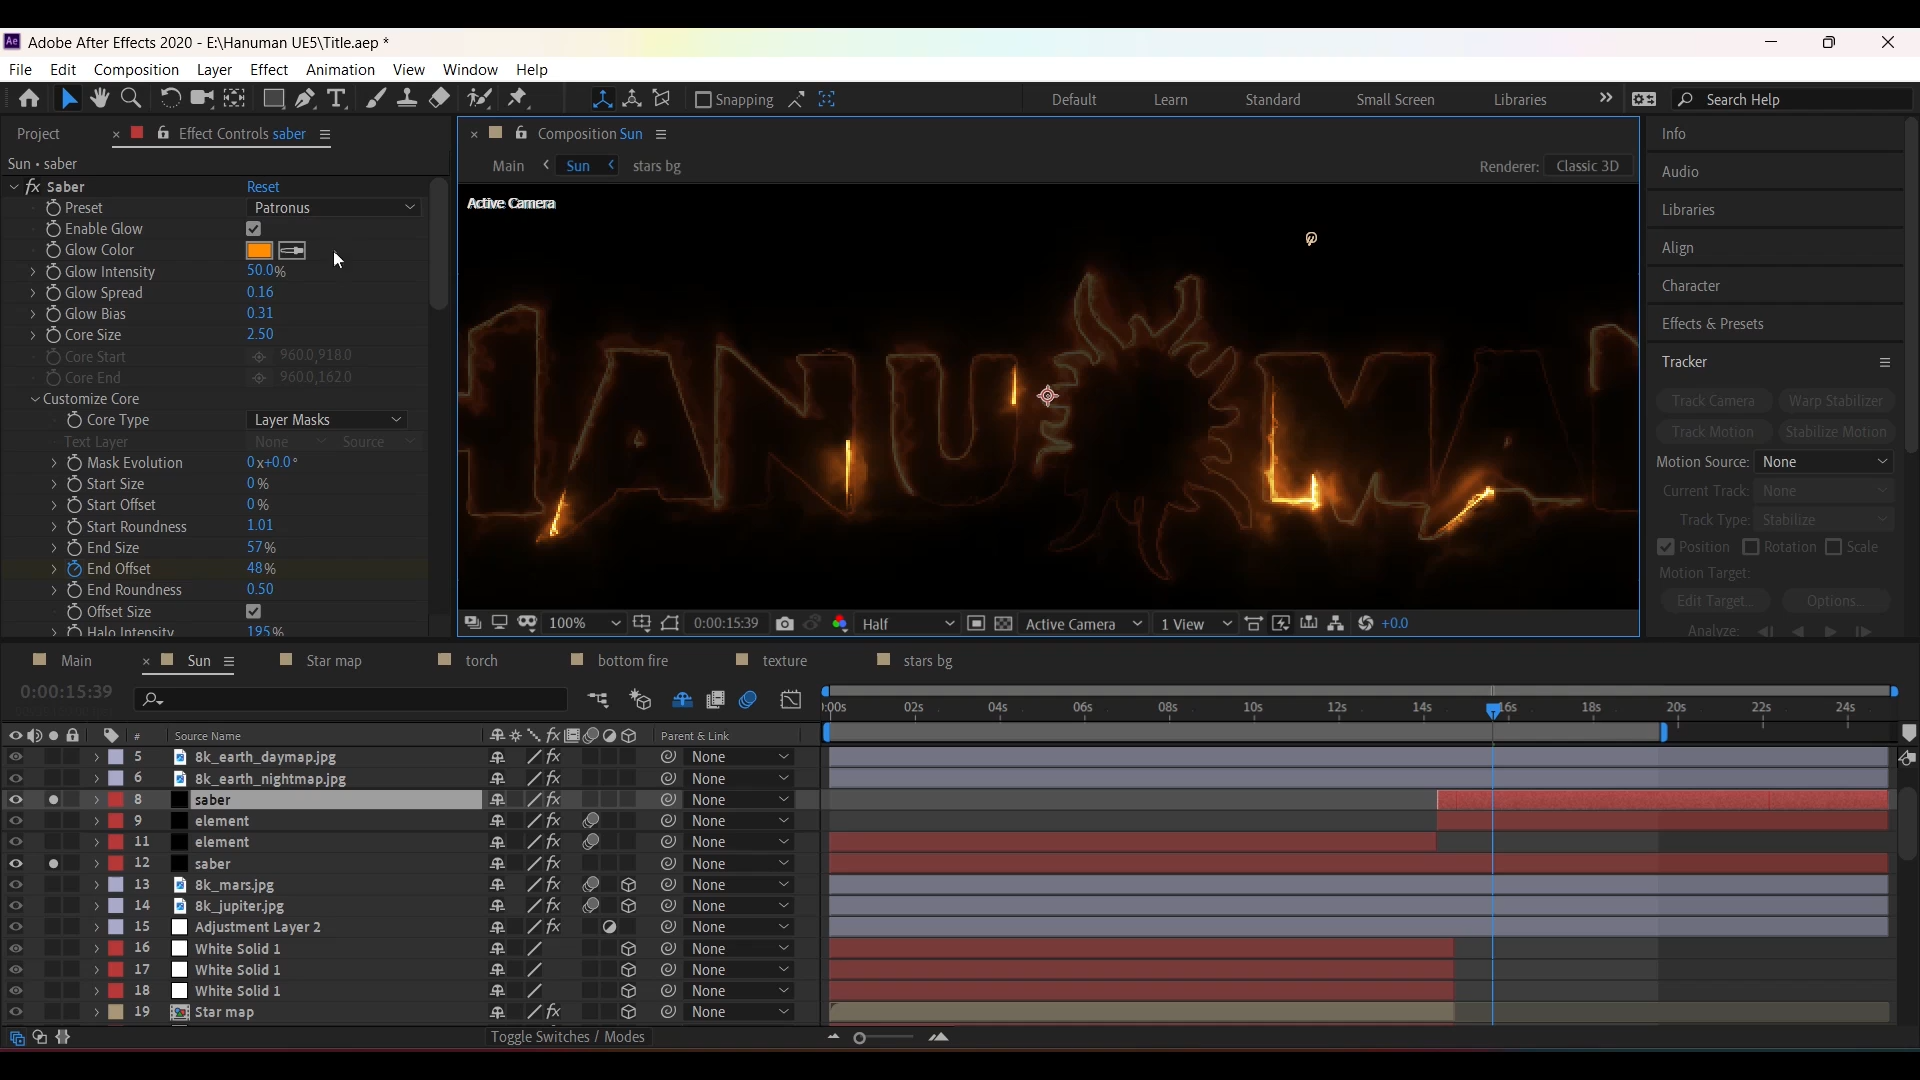 Adobe After Effects 2020 - E:\Hanuman UE5\Title.aep *
File Edit Composition Layer Effect Animation View Window Help
Snapping Default Learn Standard Small Screen Libraries Search Help
Project Effect Controls saber
Sun • saber
fx Saber Reset
Preset Patronus
Enable Glow
Glow Color
Glow Intensity 50.0%
Glow Spread 0.16
Glow Bias 0.31
Core Size 2.50
Core Start 960.0,918.0
Core End 960.0,162.0
Customize Core
Core Type Layer Masks
Text Layer None Source
Mask Evolution 0x+0.0°
Start Size 0%
Start Offset 0%
Start Roundness 1.01
End Size 57%
End Offset 48%
End Roundness 0.50
Offset Size
Halo Intensity 195%
Composition Sun
Main Sun stars bg
Renderer: Classic 3D
Active Camera
HANUMAN
100% 0:00:15:39 Half Active Camera 1 View +0.0
Info
Audio
Libraries
Align
Character
Effects & Presets
Tracker
Track Camera Warp Stabilizer
Track Motion Stabilize Motion
Motion Source: None
Current Track: None
Track Type: Stabilize
Position Rotation Scale
Motion Target:
Edit Target... Options...
Analyze:
Main Sun Star map torch bottom fire texture stars bg
0:00:15:39
:00s 02s 04s 06s 08s 10s 12s 14s 16s 18s 20s 22s 24s
# Source Name Parent & Link
5 8k_earth_daymap.jpg None
6 8k_earth_nightmap.jpg None
8 saber None
9 element None
11 element None
12 saber None
13 8k_mars.jpg None
14 8k_jupiter.jpg None
15 Adjustment Layer 2 None
16 White Solid 1 None
17 White Solid 1 None
18 White Solid 1 None
19 Star map None
Toggle Switches / Modes